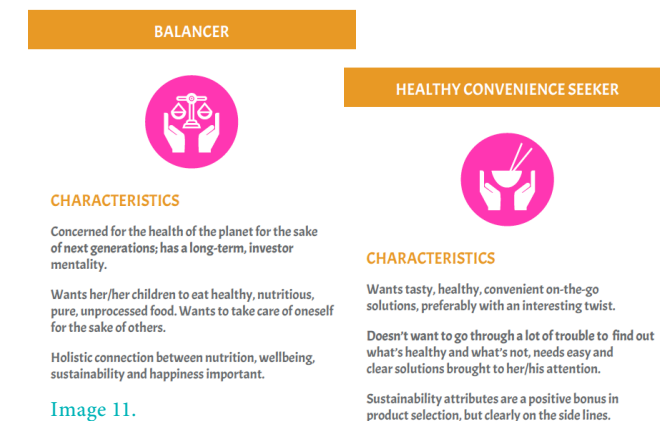 BALANCER
CHARACTERISTICS
Concerned for the health of the planet for the sake
of next generations; has a long-term, investor
mentality.
Wants her/her children to eat healthy, nutritious,
pure, unprocessed food. Wants to take care of oneself
for the sake of others.
Holistic connection between nutrition, wellbeing,
sustainability and happiness important.
Image 11.
HEALTHY CONVENIENCE SEEKER
CHARACTERISTICS
Wants tasty, healthy, convenient on-the-go
solutions, preferably with an interesting twist.
Doesn't want to go through a lot of trouble to find out
what's healthy and what's not, needs easy and
clear solutions brought to her/his attention.
Sustainability attributes are a positive bonus in
product selection, but clearly on the side lines.